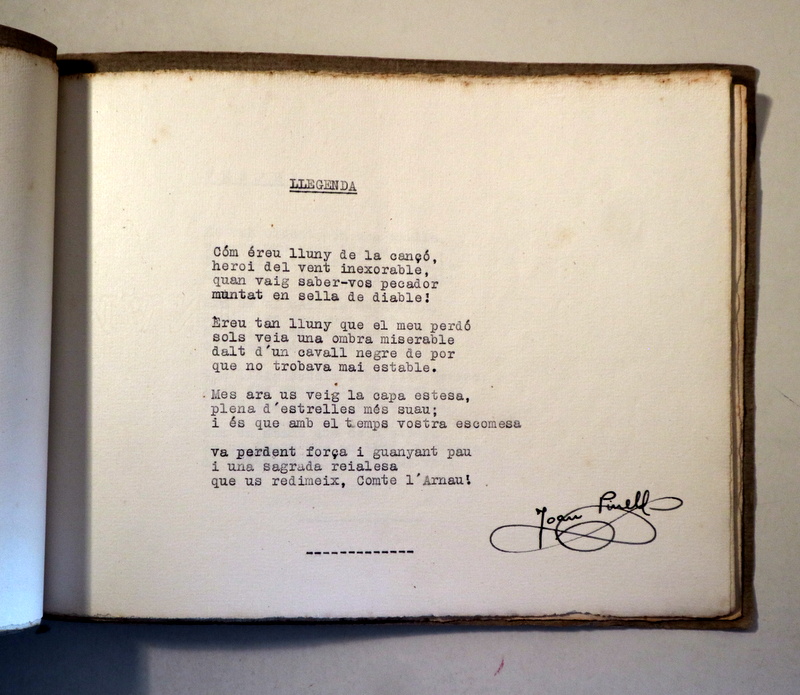 LLEGENDA
Cóm éreu lluny de la cançó,
heroi del vent inexorable,
quan vaig saber-vos pecador
muntat en sella de diable!
Ereu tan lluny que el meu perdó
sols veia una ombra miserable
dalt d'un cavall negre de por
que no trobava mai estable.
Mes ara us veig la capa estesa,
plena d'estrelles més suau;
i és que amb el temps vostra escomesa
va perdent força i guanyant pau
i una sagrada reialesa
que us redimeix, Comte l'Arnau!
Joan Pinell